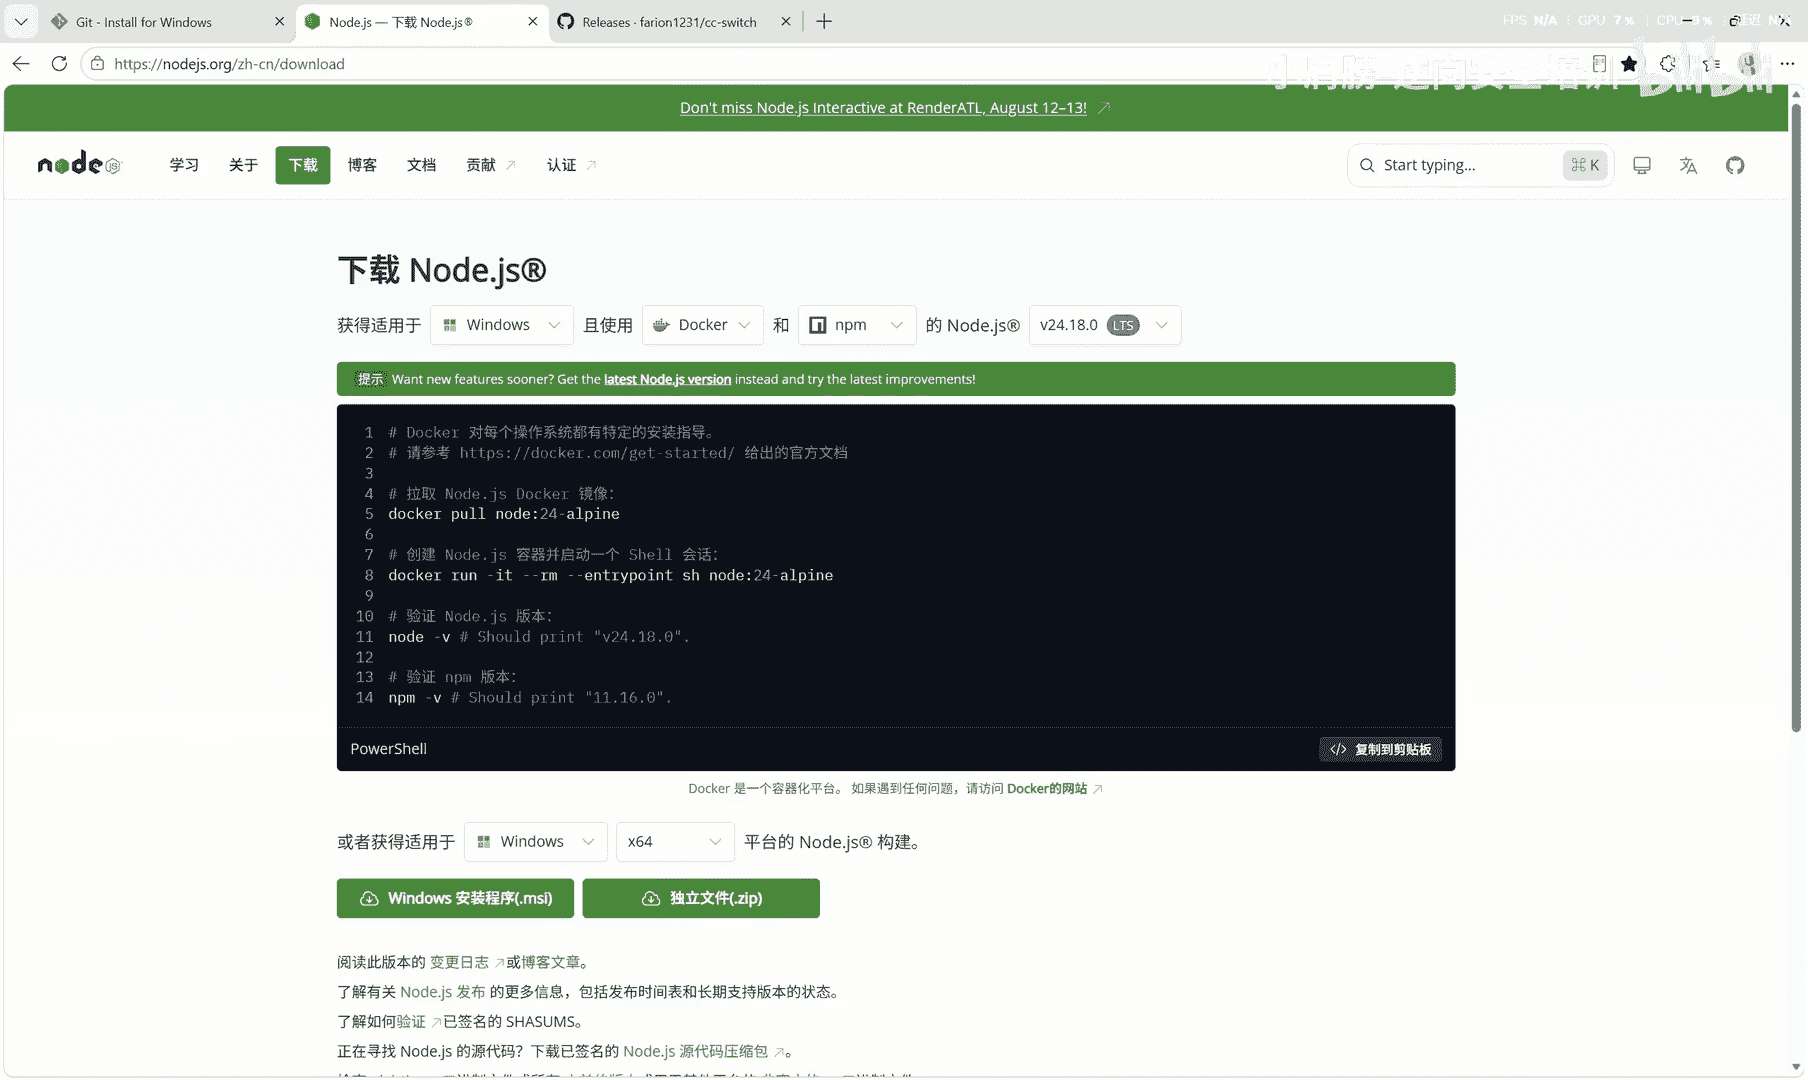 Git - Install for Windows
Node.js — 下载 Node.js®
Releases · farion1231/cc-switch
FPS N/A GPU 7 % CPU 9 % N/A
https://nodejs.org/zh-cn/download
Don't miss Node.js Interactive at RenderATL, August 12–13!
node JS
学习 关于 下载 博客 文档 贡献 认证
Start typing... ⌘ K
下载 Node.js®
获得适用于 Windows 且使用 Docker 和 npm 的 Node.js® v24.18.0 LTS
提示 Want new features sooner? Get the latest Node.js version instead and try the latest improvements!
1 # Docker 对每个操作系统都有特定的安装指导。
2 # 请参考 https://docker.com/get-started/ 给出的官方文档
3
4 # 拉取 Node.js Docker 镜像：
5 docker pull node:24-alpine
6
7 # 创建 Node.js 容器并启动一个 Shell 会话：
8 docker run -it --rm --entrypoint sh node:24-alpine
9
10 # 验证 Node.js 版本：
11 node -v # Should print "v24.18.0".
12
13 # 验证 npm 版本：
14 npm -v # Should print "11.16.0".
PowerShell
</> 复制到剪贴板
Docker 是一个容器化平台。 如果遇到任何问题，请访问 Docker的网站
或者获得适用于 Windows x64 平台的 Node.js® 构建。
Windows 安装程序(.msi) 独立文件(.zip)
阅读此版本的 变更日志 或博客文章。
了解有关 Node.js 发布 的更多信息，包括发布时间表和长期支持版本的状态。
了解如何验证 已签名的 SHASUMS。
正在寻找 Node.js 的源代码？下载已签名的 Node.js 源代码压缩包 。